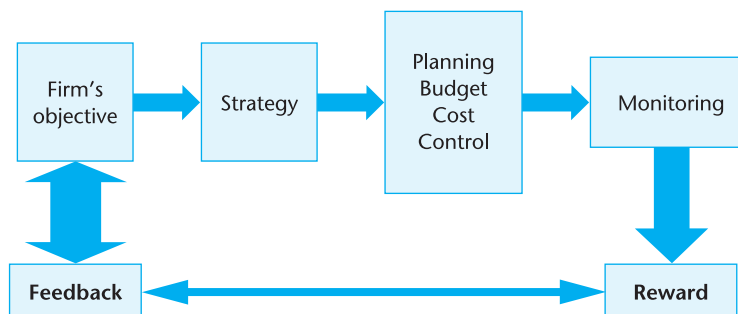 Firm's
objective
Strategy
Planning
Budget
Cost
Control
Monitoring
Feedback
Reward